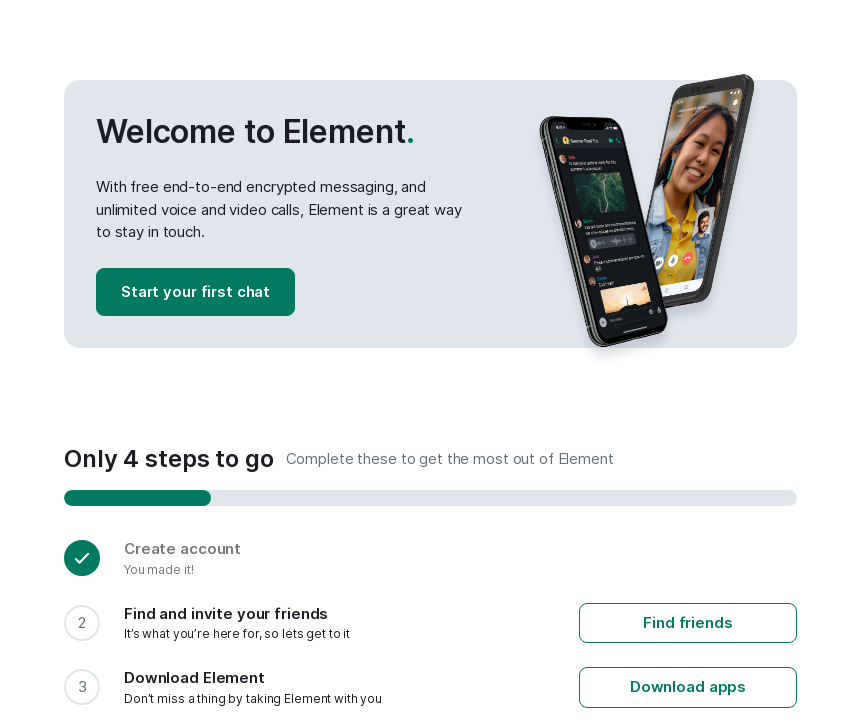 Welcome to Element.
With free end-to-end encrypted messaging, and
unlimited voice and video calls, Element is a great way
to stay in touch.
Start your first chat
Only 4 steps to go Complete these to get the most out of Element
Create account
You made it!
2
Find and invite your friends
It’s what you’re here for, so lets get to it
Find friends
3
Download Element
Don’t miss a thing by taking Element with you
Download apps